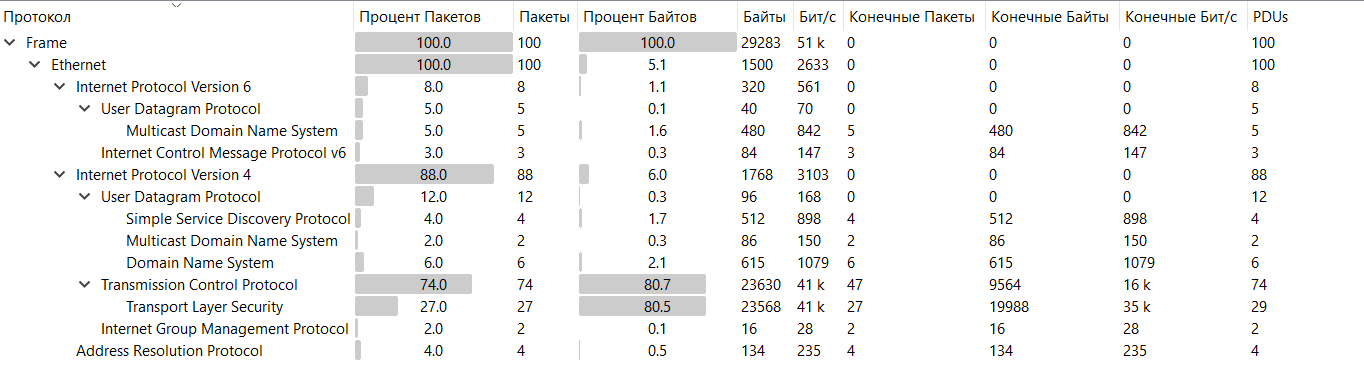 Протокол Процент Пакетов Пакеты Процент Байтов Байты Бит/с Конечные Пакеты Конечные Байты Конечные Бит/с PDUs
Frame 100.0 100 100.0 29283 51 k 0 0 0 100
Ethernet 100.0 100 5.1 1500 2633 0 0 0 100
Internet Protocol Version 6 8.0 8 1.1 320 561 0 0 0 8
User Datagram Protocol 5.0 5 0.1 40 70 0 0 0 5
Multicast Domain Name System 5.0 5 1.6 480 842 5 480 842 5
Internet Control Message Protocol v6 3.0 3 0.3 84 147 3 84 147 3
Internet Protocol Version 4 88.0 88 6.0 1768 3103 0 0 0 88
User Datagram Protocol 12.0 12 0.3 96 168 0 0 0 12
Simple Service Discovery Protocol 4.0 4 1.7 512 898 4 512 898 4
Multicast Domain Name System 2.0 2 0.3 86 150 2 86 150 2
Domain Name System 6.0 6 2.1 615 1079 6 615 1079 6
Transmission Control Protocol 74.0 74 80.7 23630 41 k 47 9564 16 k 74
Transport Layer Security 27.0 27 80.5 23568 41 k 27 19988 35 k 29
Internet Group Management Protocol 2.0 2 0.1 16 28 2 16 28 2
Address Resolution Protocol 4.0 4 0.5 134 235 4 134 235 4